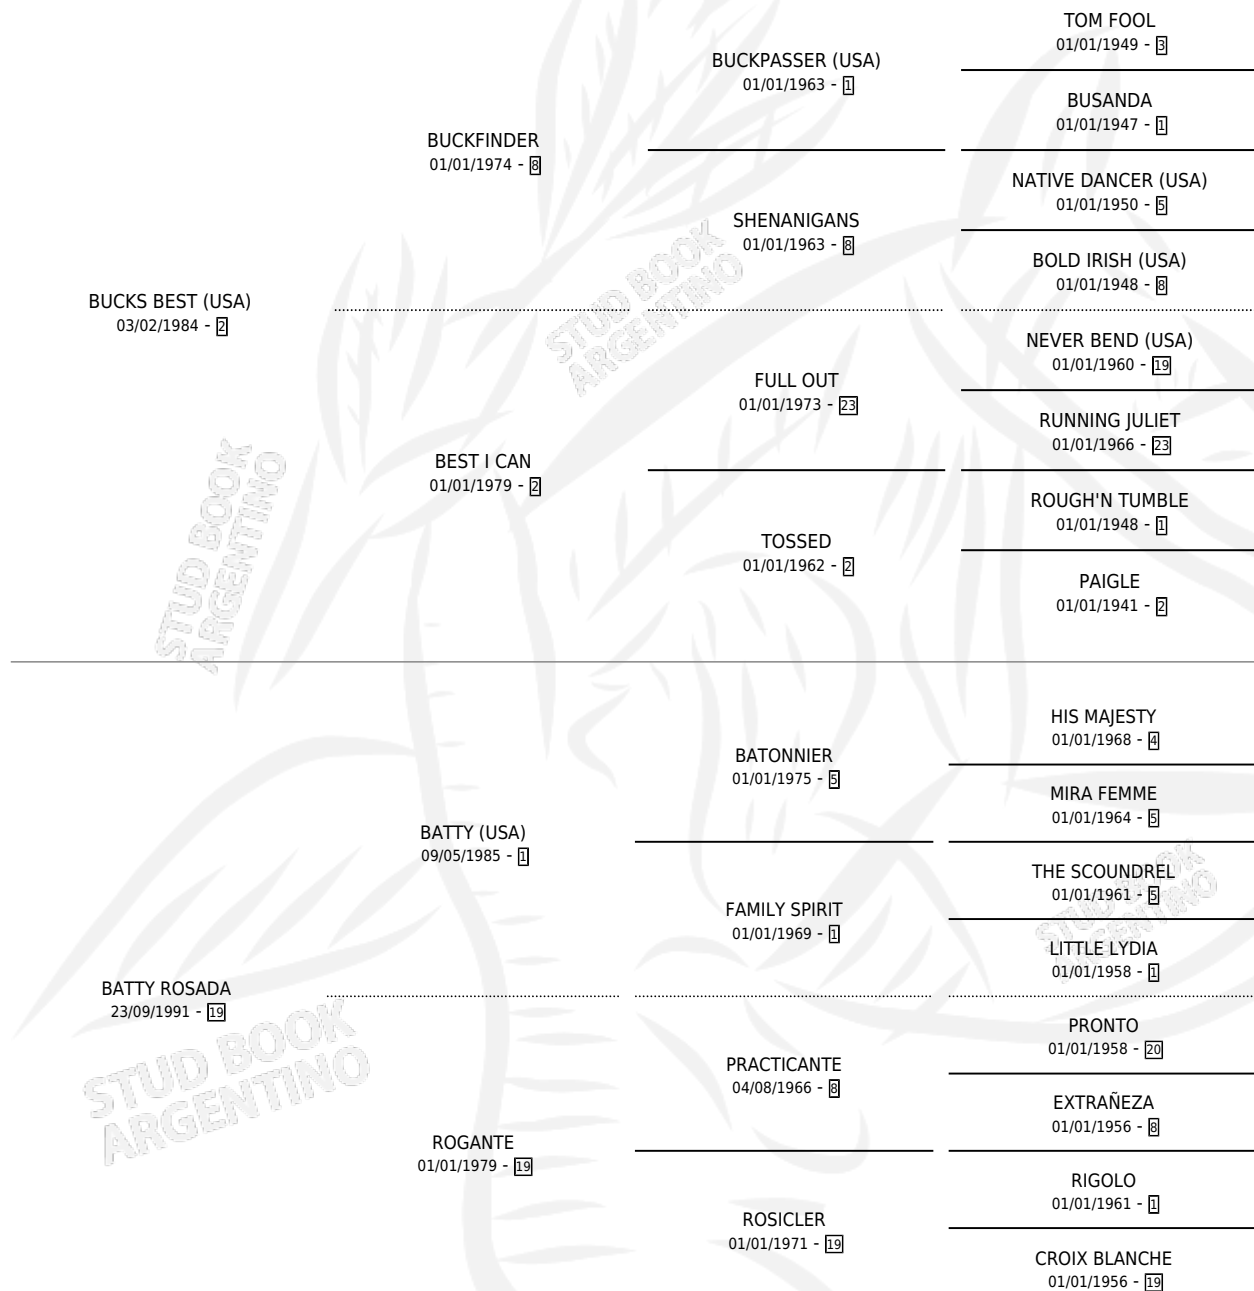 TOM FOOL
01/01/1949 - 3
BUCKPASSER (USA)
01/01/1963 - 1
BUSANDA
01/01/1947 - 1
BUCKFINDER
01/01/1974 - 8
NATIVE DANCER (USA)
01/01/1950 - 5
SHENANIGANS
01/01/1963 - 8
BOLD IRISH (USA)
01/01/1948 - 8
BUCKS BEST (USA)
03/02/1984 - 2
NEVER BEND (USA)
01/01/1960 - 19
FULL OUT
01/01/1973 - 23
RUNNING JULIET
01/01/1966 - 23
BEST I CAN
01/01/1979 - 2
ROUGH'N TUMBLE
01/01/1948 - 1
TOSSED
01/01/1962 - 2
PAIGLE
01/01/1941 - 2
HIS MAJESTY
01/01/1968 - 4
BATONNIER
01/01/1975 - 5
MIRA FEMME
01/01/1964 - 5
BATTY (USA)
09/05/1985 - 1
THE SCOUNDREL
01/01/1961 - 5
FAMILY SPIRIT
01/01/1969 - 1
LITTLE LYDIA
01/01/1958 - 1
BATTY ROSADA
23/09/1991 - 19
PRONTO
01/01/1958 - 20
PRACTICANTE
04/08/1966 - 8
EXTRAÑEZA
01/01/1956 - 8
ROGANTE
01/01/1979 - 19
RIGOLO
01/01/1961 - 1
ROSICLER
01/01/1971 - 19
CROIX BLANCHE
01/01/1956 - 19
STUD BOOK
ARGENTINO
STUD BOOK
ARGENTINO
STUD BOOK
ARGENTINO
STUD BOOK
ARGENTINO